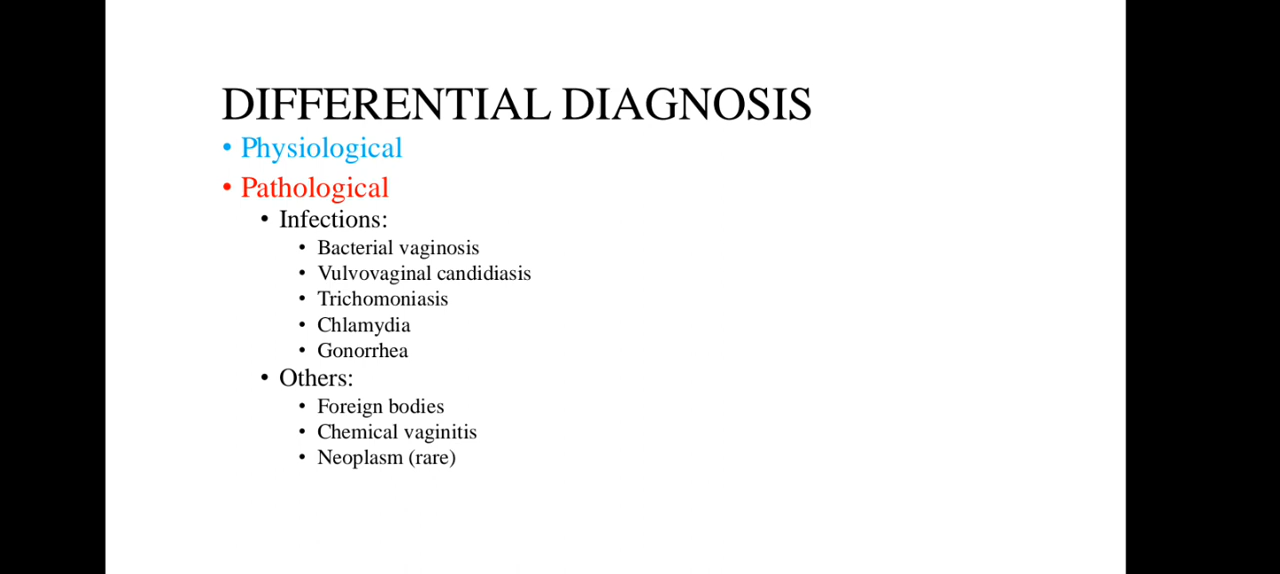 DIFFERENTIAL DIAGNOSIS
• Physiological
• Pathological
• Infections:
• Bacterial vaginosis
• Vulvovaginal candidiasis
• Trichomoniasis
• Chlamydia
• Gonorrhea
• Others:
• Foreign bodies
• Chemical vaginitis
• Neoplasm (rare)